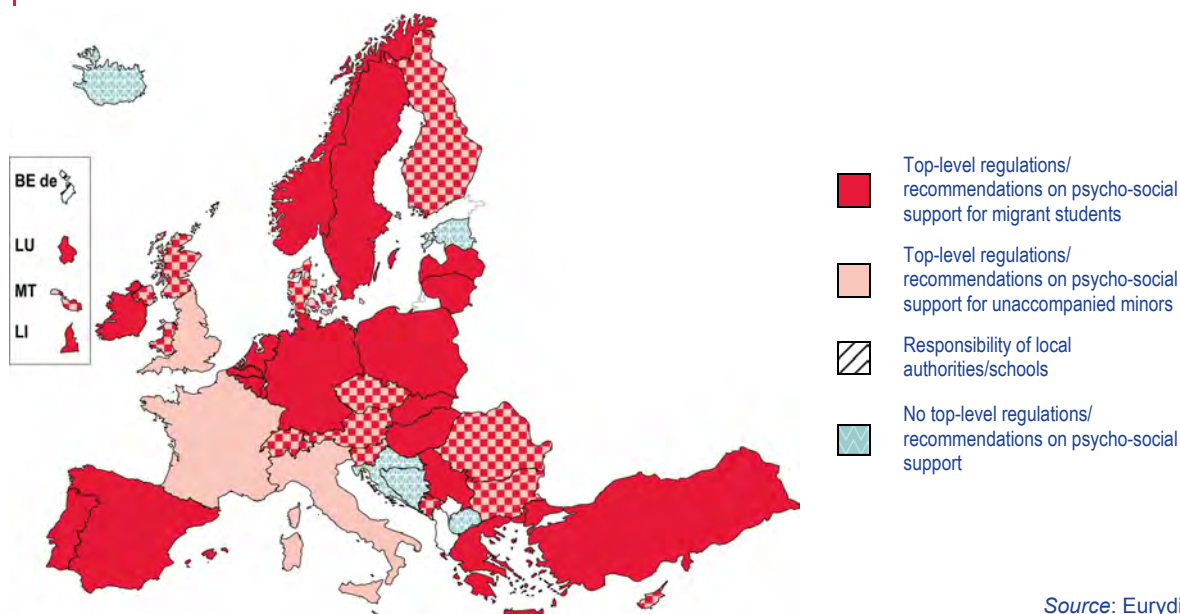 BE de
LU
MT
LI
Top-level regulations/
recommendations on psycho-social
support for migrant students
Top-level regulations/
recommendations on psycho-social
support for unaccompanied minors
Responsibility of local
authorities/schools
No top-level regulations/
recommendations on psycho-social
support
Source: Eurydi